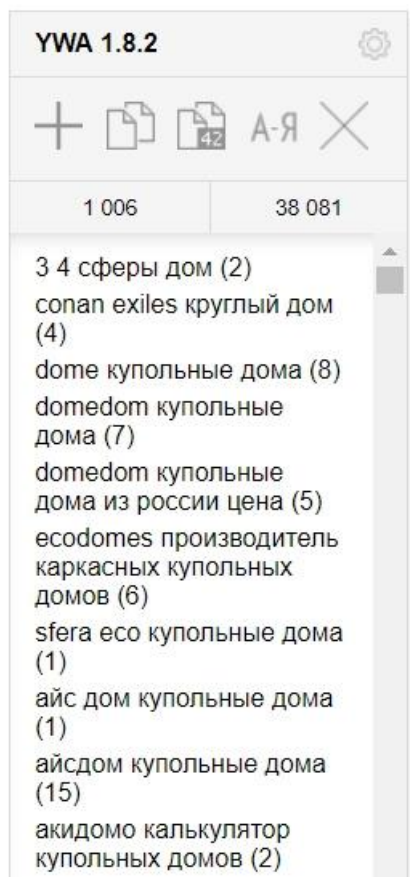 YWA 1.8.2
42 А-Я
1 006 38 081
3 4 сферы дом (2)
conan exiles круглый дом
(4)
dome купольные дома (8)
domedom купольные
дома (7)
domedom купольные
дома из россии цена (5)
ecodomes производитель
каркасных купольных
домов (6)
sfera eco купольные дома
(1)
айс дом купольные дома
(1)
айсдом купольные дома
(15)
акидомо калькулятор
купольных домов (2)